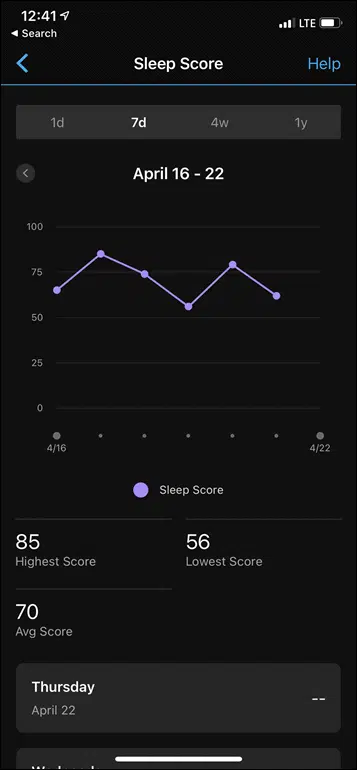 12:41
LTE
Search
Sleep Score
Help
1d 7d 4w 1y
April 16 - 22
100
75
50
25
0
4/16 4/22
Sleep Score
85 56
Highest Score Lowest Score
70
Avg Score
Thursday
--
April 22